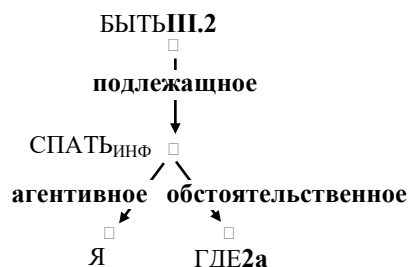 БЫТЬIII.2
подлежащное
СПАТЬИНФ
агентивное обстоятельственное
Я ГДЕ2а